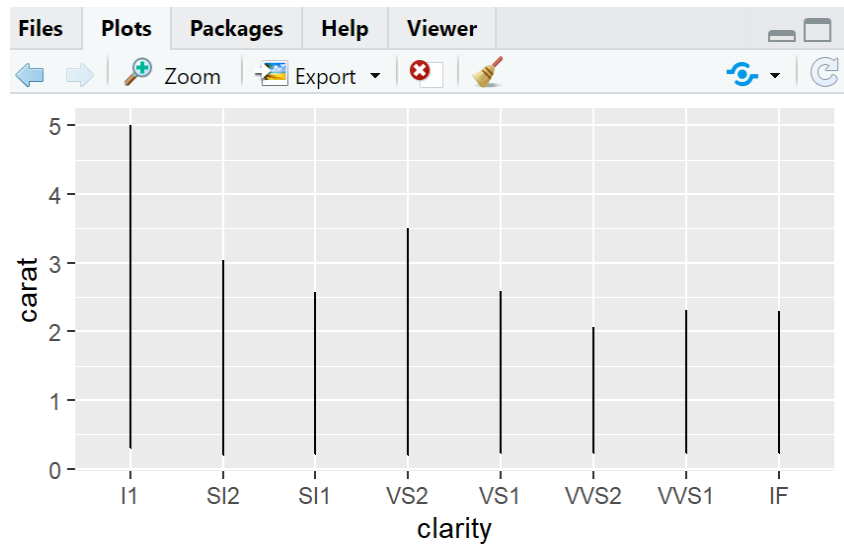 Files Plots Packages Help Viewer
Zoom Export
5
4
3
2
1
0
carat
I1 SI2 SI1 VS2 VS1 VVS2 VVS1 IF
clarity